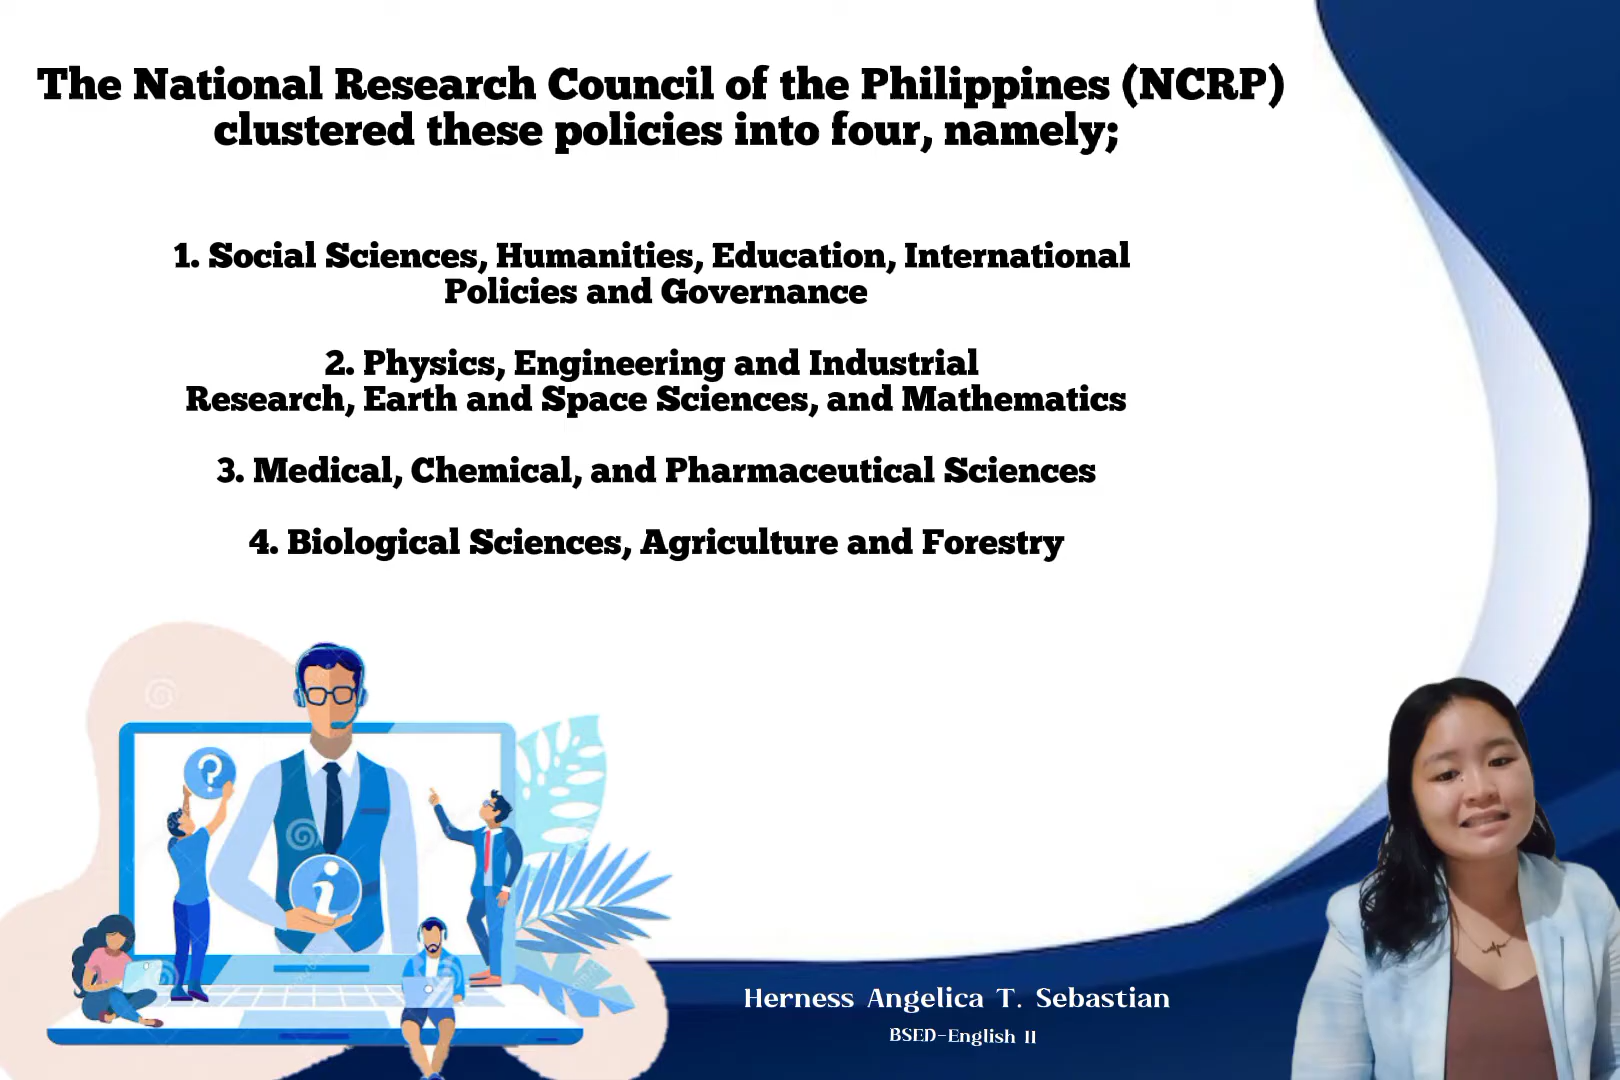 The National Research Council of the Philippines (NCRP)
clustered these policies into four, namely;
1. Social Sciences, Humanities, Education, International
Policies and Governance
2. Physics, Engineering and Industrial
Research, Earth and Space Sciences, and Mathematics
3. Medical, Chemical, and Pharmaceutical Sciences
4. Biological Sciences, Agriculture and Forestry
?
i
Herness Angelica T. Sebastian
BSED-English II